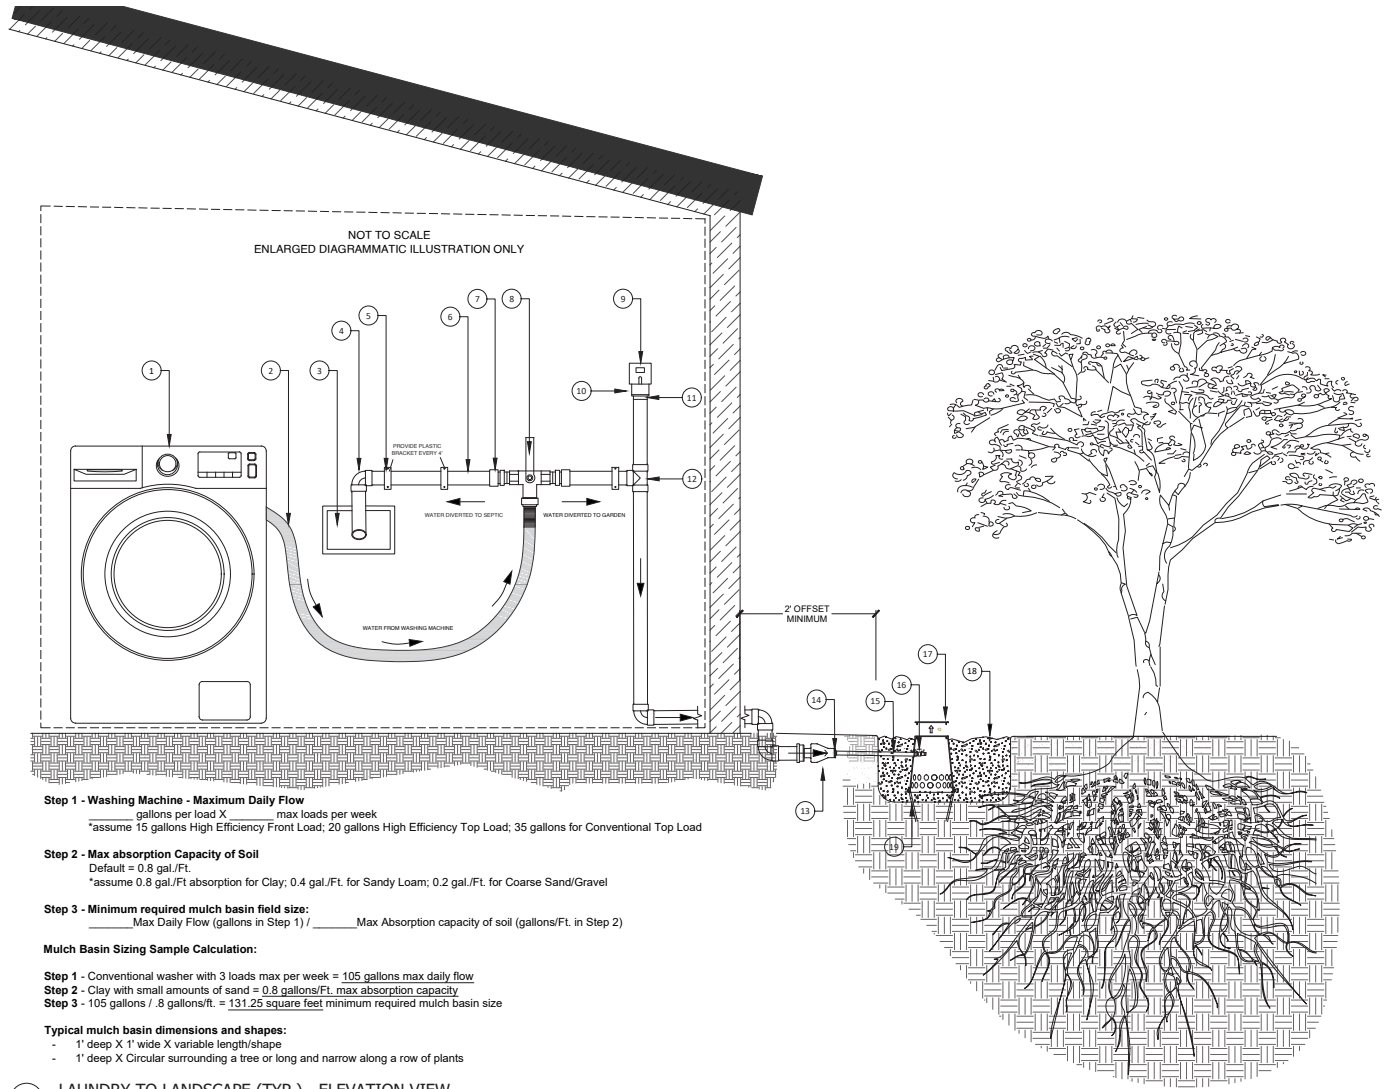 NOT TO SCALE
ENLARGED DIAGRAMMATIC ILLUSTRATION ONLY
1
2
3
4
5
6
7
8
9
10
11
12
PROVIDE PLASTIC
BRACKET EVERY 4'
WATER DIVERTED TO SEPTIC
WATER DIVERTED TO GARDEN
WATER FROM WASHING MACHINE
2' OFFSET
MINIMUM
13
14
15
16
17
18
19
Step 1 - Washing Machine - Maximum Daily Flow
_______ gallons per load X _______ max loads per week
*assume 15 gallons High Efficiency Front Load; 20 gallons High Efficiency Top Load; 35 gallons for Conventional Top Load
Step 2 - Max absorption Capacity of Soil
Default = 0.8 gal./Ft.
*assume 0.8 gal./Ft absorption for Clay; 0.4 gal./Ft. for Sandy Loam; 0.2 gal./Ft. for Coarse Sand/Gravel
Step 3 - Minimum required mulch basin field size:
_______Max Daily Flow (gallons in Step 1) / _______Max Absorption capacity of soil (gallons/Ft. in Step 2)
Mulch Basin Sizing Sample Calculation:
Step 1 - Conventional washer with 3 loads max per week = 105 gallons max daily flow
Step 2 - Clay with small amounts of sand = 0.8 gallons/Ft. max absorption capacity
Step 3 - 105 gallons / .8 gallons/ft. = 131.25 square feet minimum required mulch basin size
Typical mulch basin dimensions and shapes:
- 1' deep X 1' wide X variable length/shape
- 1' deep X Circular surrounding a tree or long and narrow along a row of plants
LAUNDRY TO LANDSCAPE (TYP.) - ELEVATION VIEW